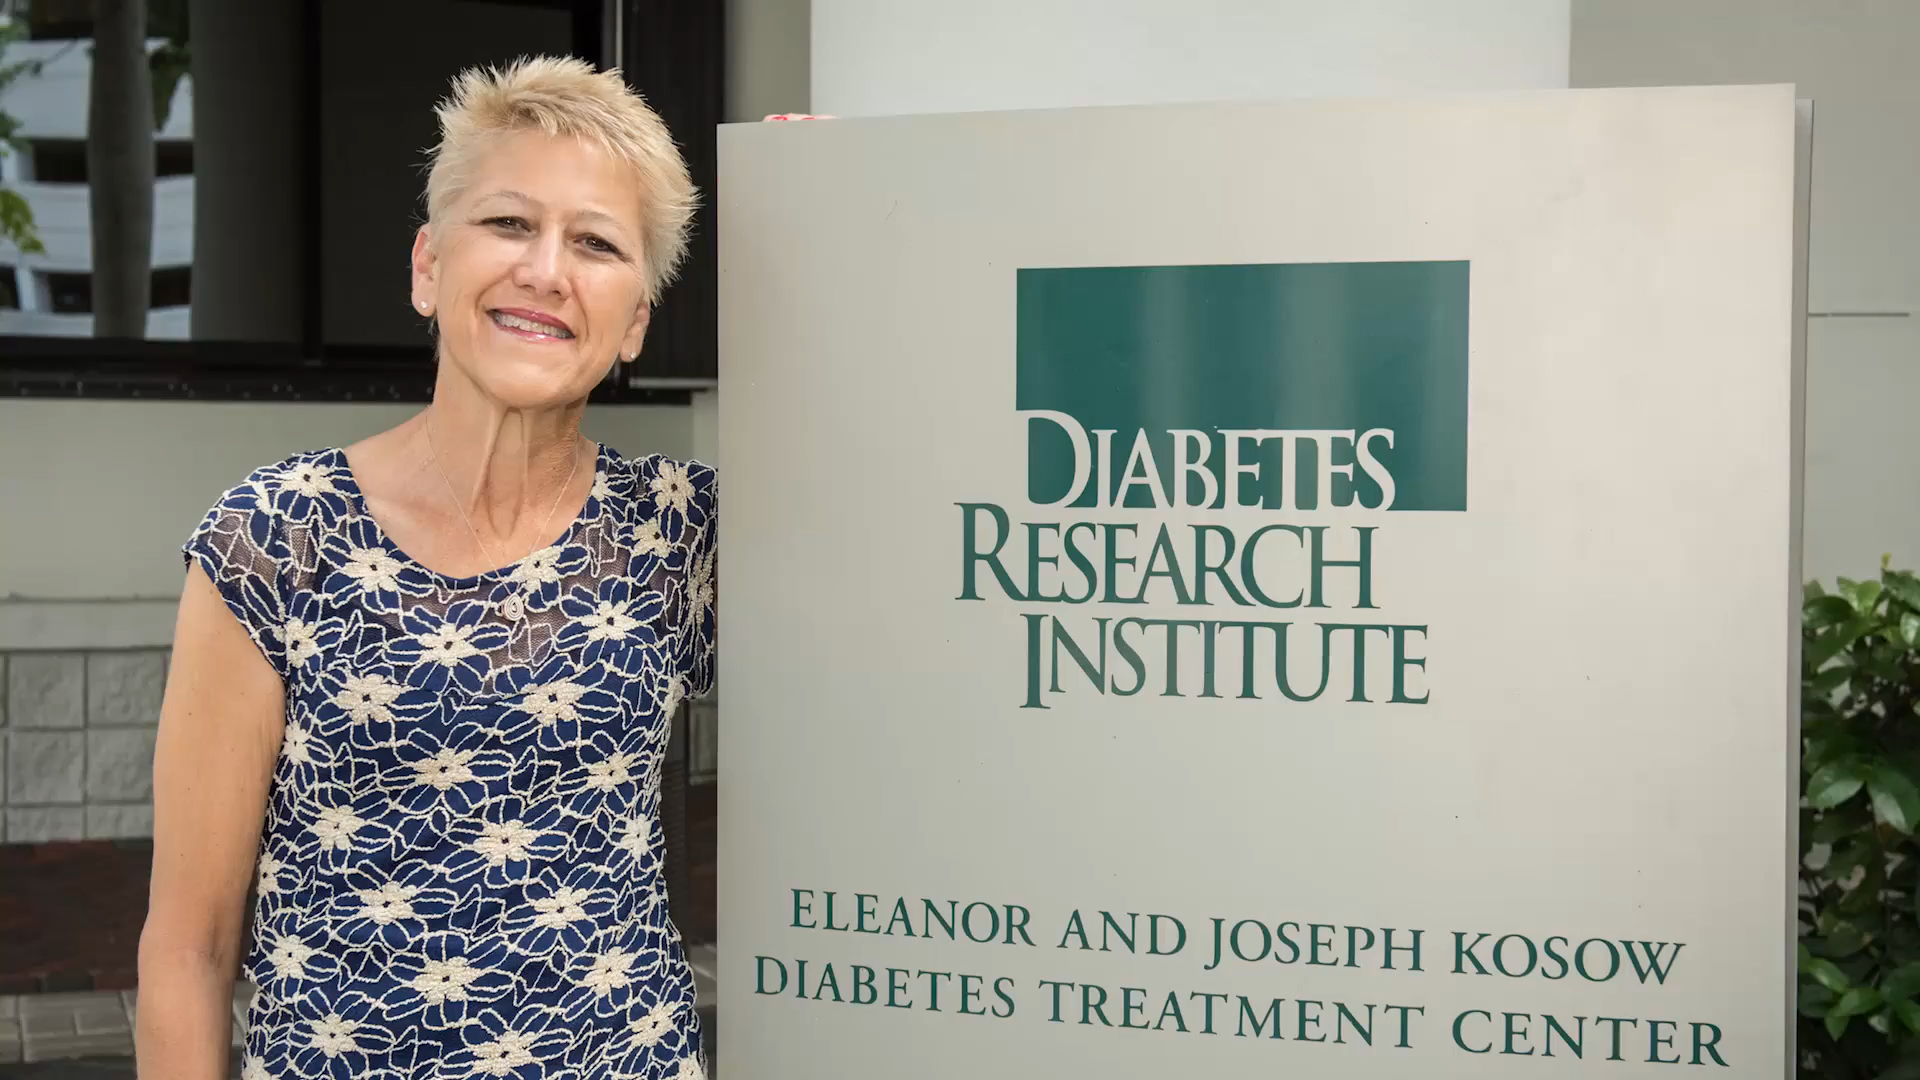 DIABETES
RESEARCH
INSTITUTE
ELEANOR AND JOSEPH KOSOW
DIABETES TREATMENT CENTER